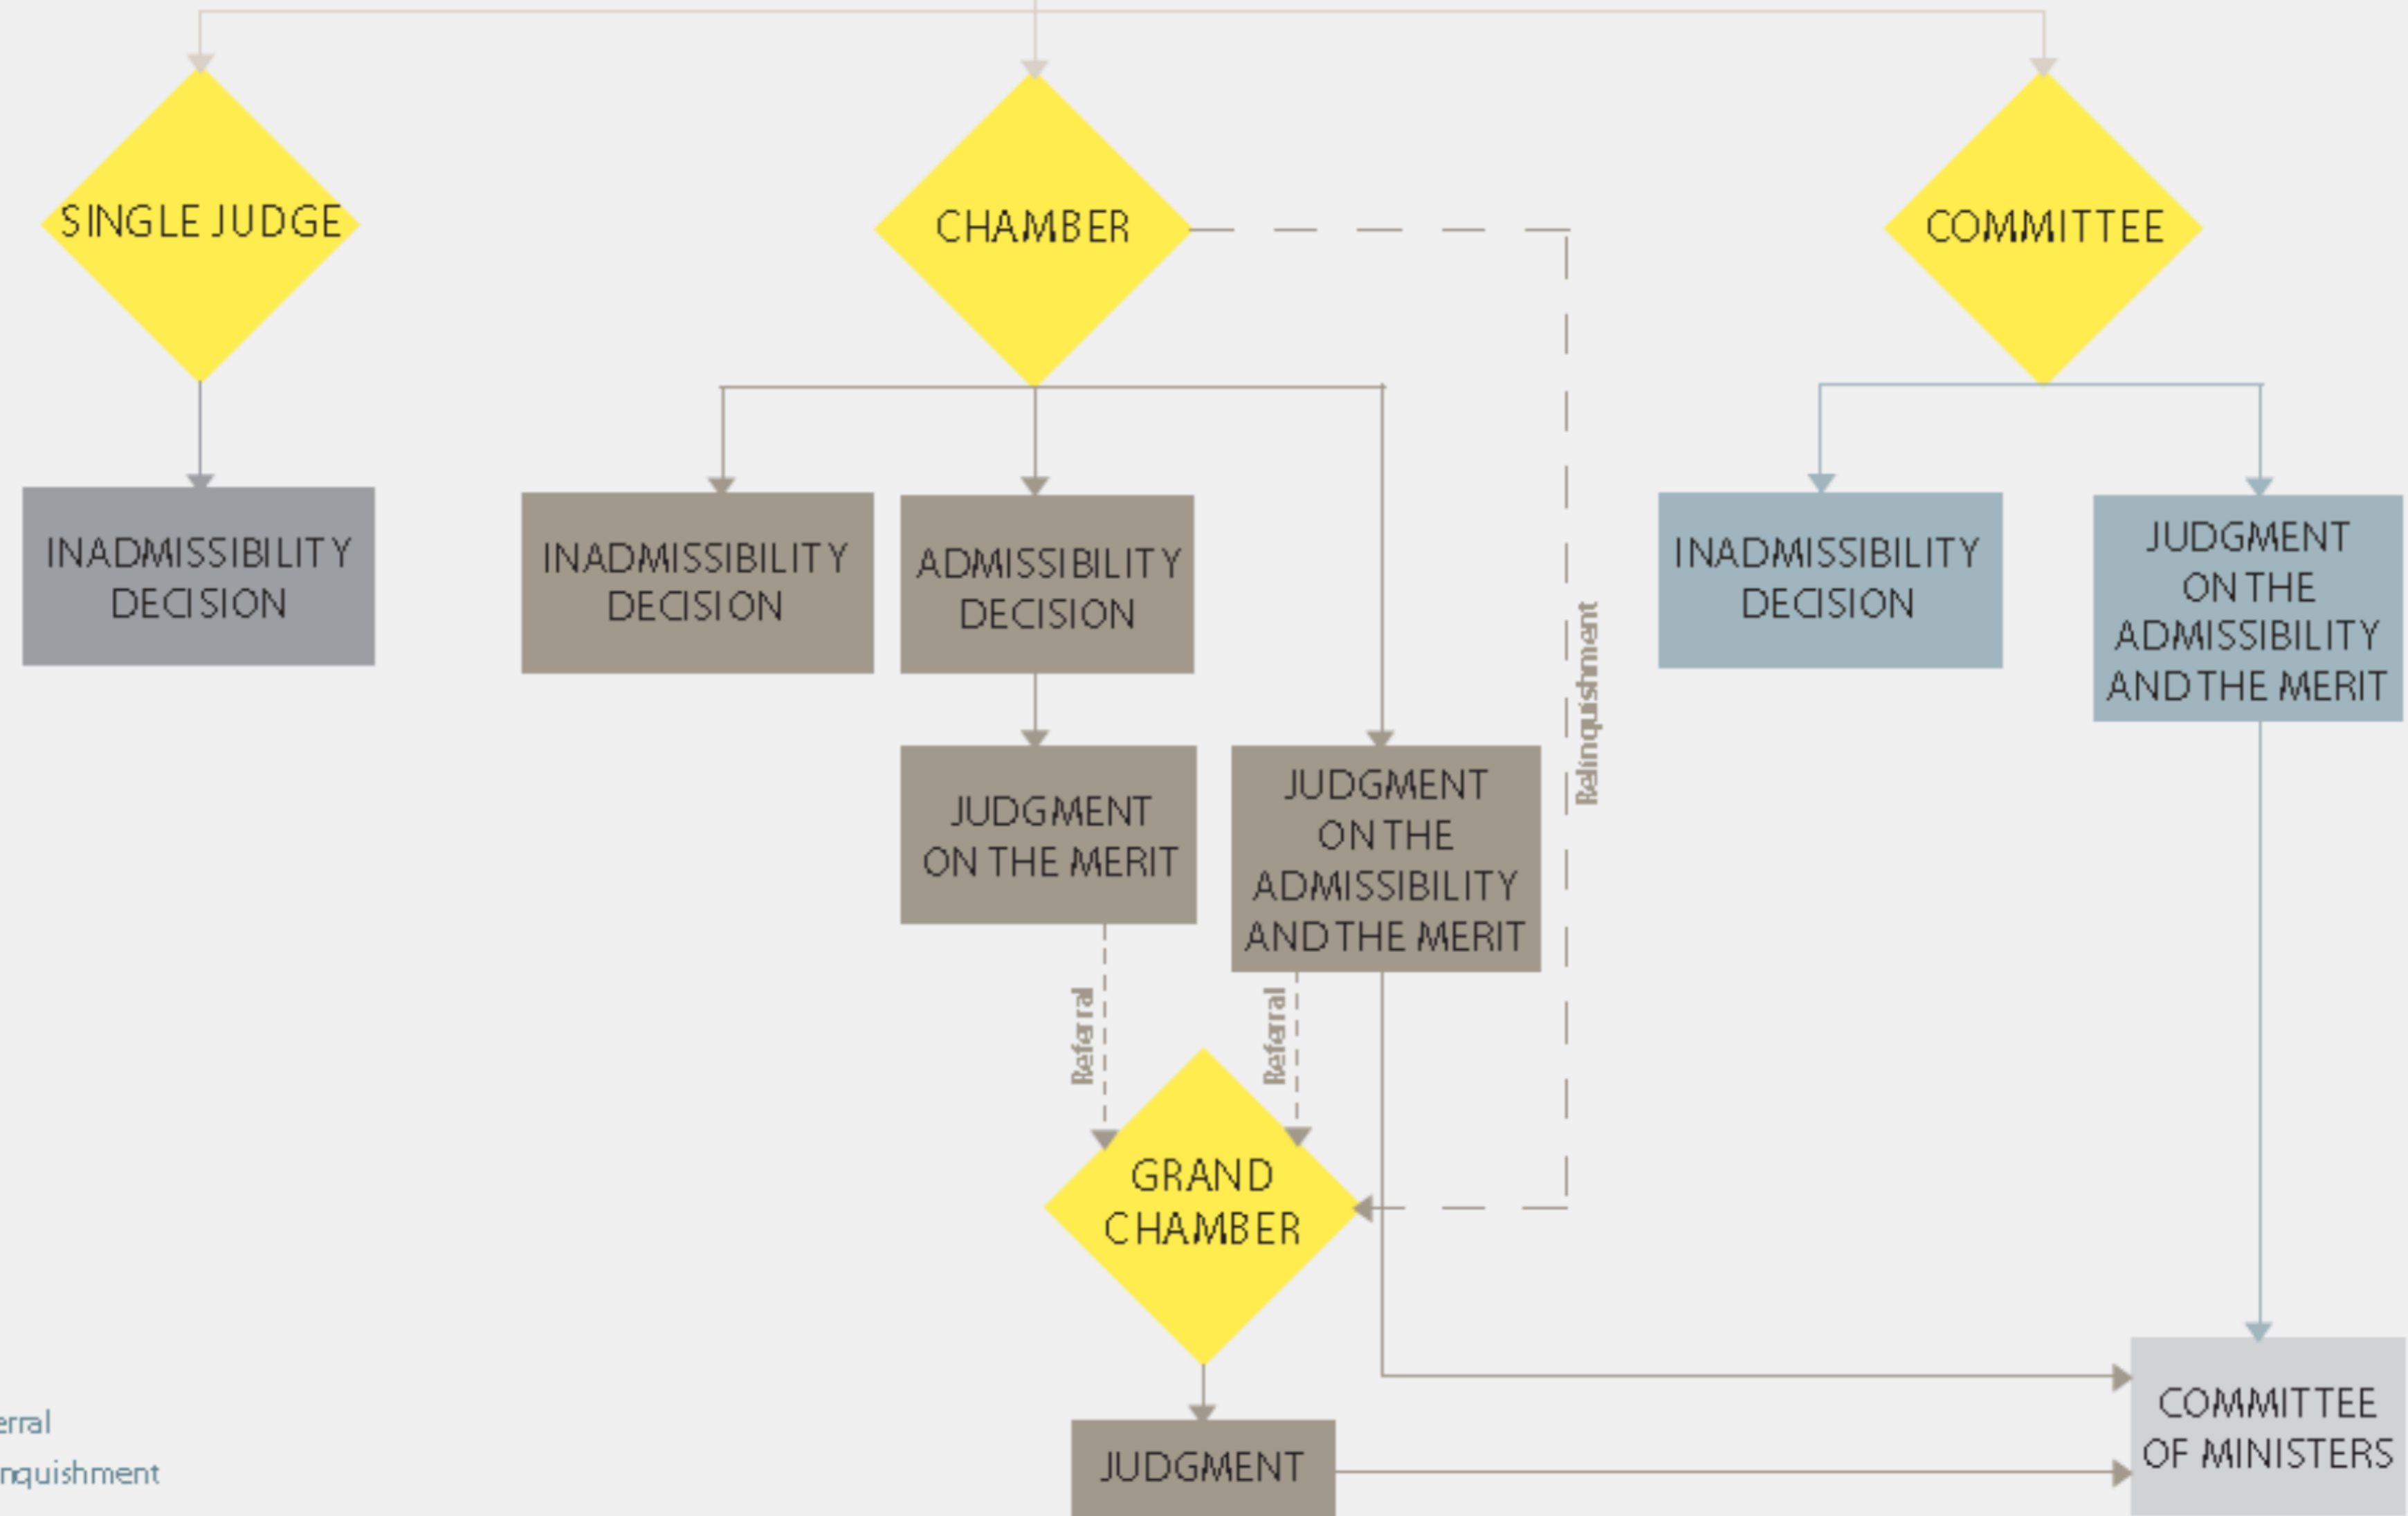 SINGLE JUDGE
CHAMBER
COMMITTEE
INADMISSIBILITY
DECISION
INADMISSIBILITY
DECISION
ADMISSIBILITY
DECISION
INADMISSIBILITY
DECISION
JUDGMENT
ON THE
ADMISSIBILITY
AND THE MERIT
Relinquishment
JUDGMENT
ON THE MERIT
JUDGMENT
ON THE
ADMISSIBILITY
AND THE MERIT
Referral
Referral
GRAND
CHAMBER
JUDGMENT
COMMITTEE
OF MINISTERS
erral
nquishment